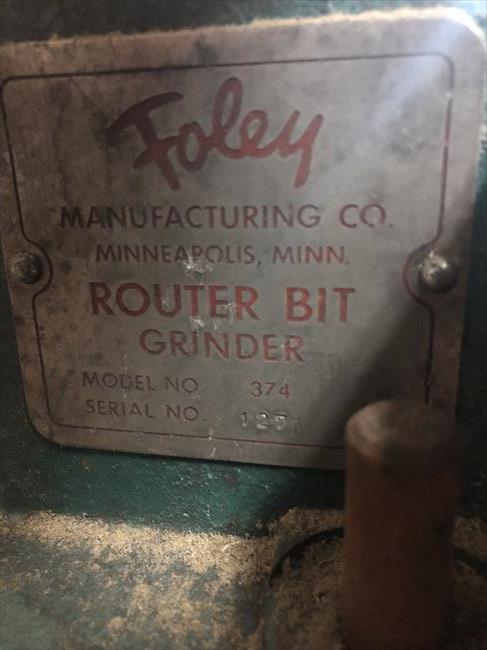 Foley
MANUFACTURING CO.
MINNEAPOLIS, MINN.
ROUTER BIT
GRINDER
MODEL NO. 374
SERIAL NO.